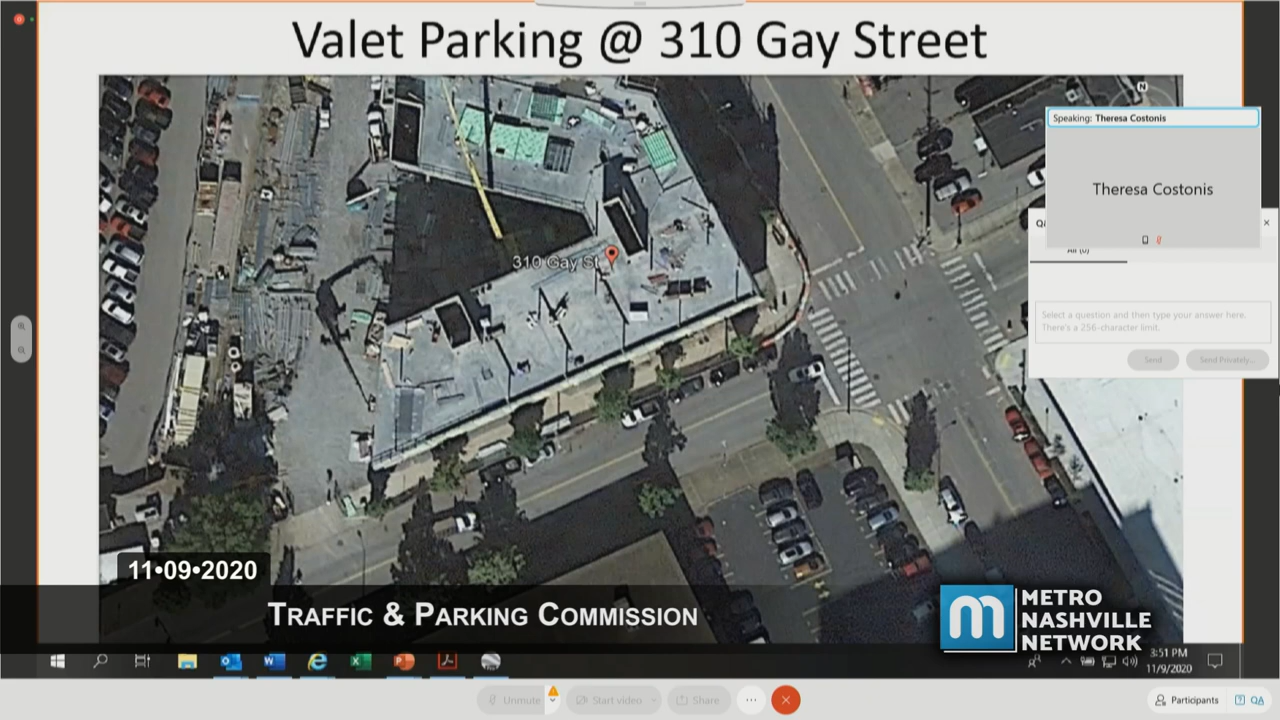 Valet Parking @ 310 Gay Street
N
Speaking: Theresa Costonis
Theresa Costonis
All (0)
Select a question and then type your answer here.
There's a 256-character limit.
Send
Send Privately...
310 Gay St
11•09•2020
TRAFFIC & PARKING COMMISSION
METRO
NASHVILLE
NETWORK
3:51 PM
11/9/2020
Unmute
Start video
Share
Participants
QA